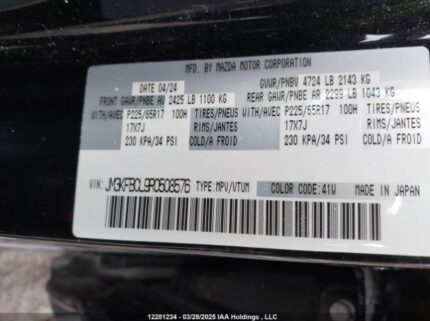 MFD. BY MAZDA MOTOR CORPORATION
DATE 04/24 GVWR/PNBV 4724 LB 2143 KG
FRONT GAWR/PNBE AV 2425 LB 1100 KG REAR GAWR/PNBE AR 2299 LB 1043 KG
WITH/AVEC P225/65R17 100H TIRES/PNEUS WITH/AVEC P225/65R17 100H TIRES/PNEUS
17X7J RIMS/JANTES 17X7J RIMS/JANTES
230 KPA/34 PSI COLD/A FROID 230 KPA/34 PSI COLD/A FROID
VIN: JM3KFBCL9R0508576 TYPE:MPV/VTUM COLOR CODE:41W MADE IN JAPAN
12281234 - 03/28/2025 IAA Holdings, LLC